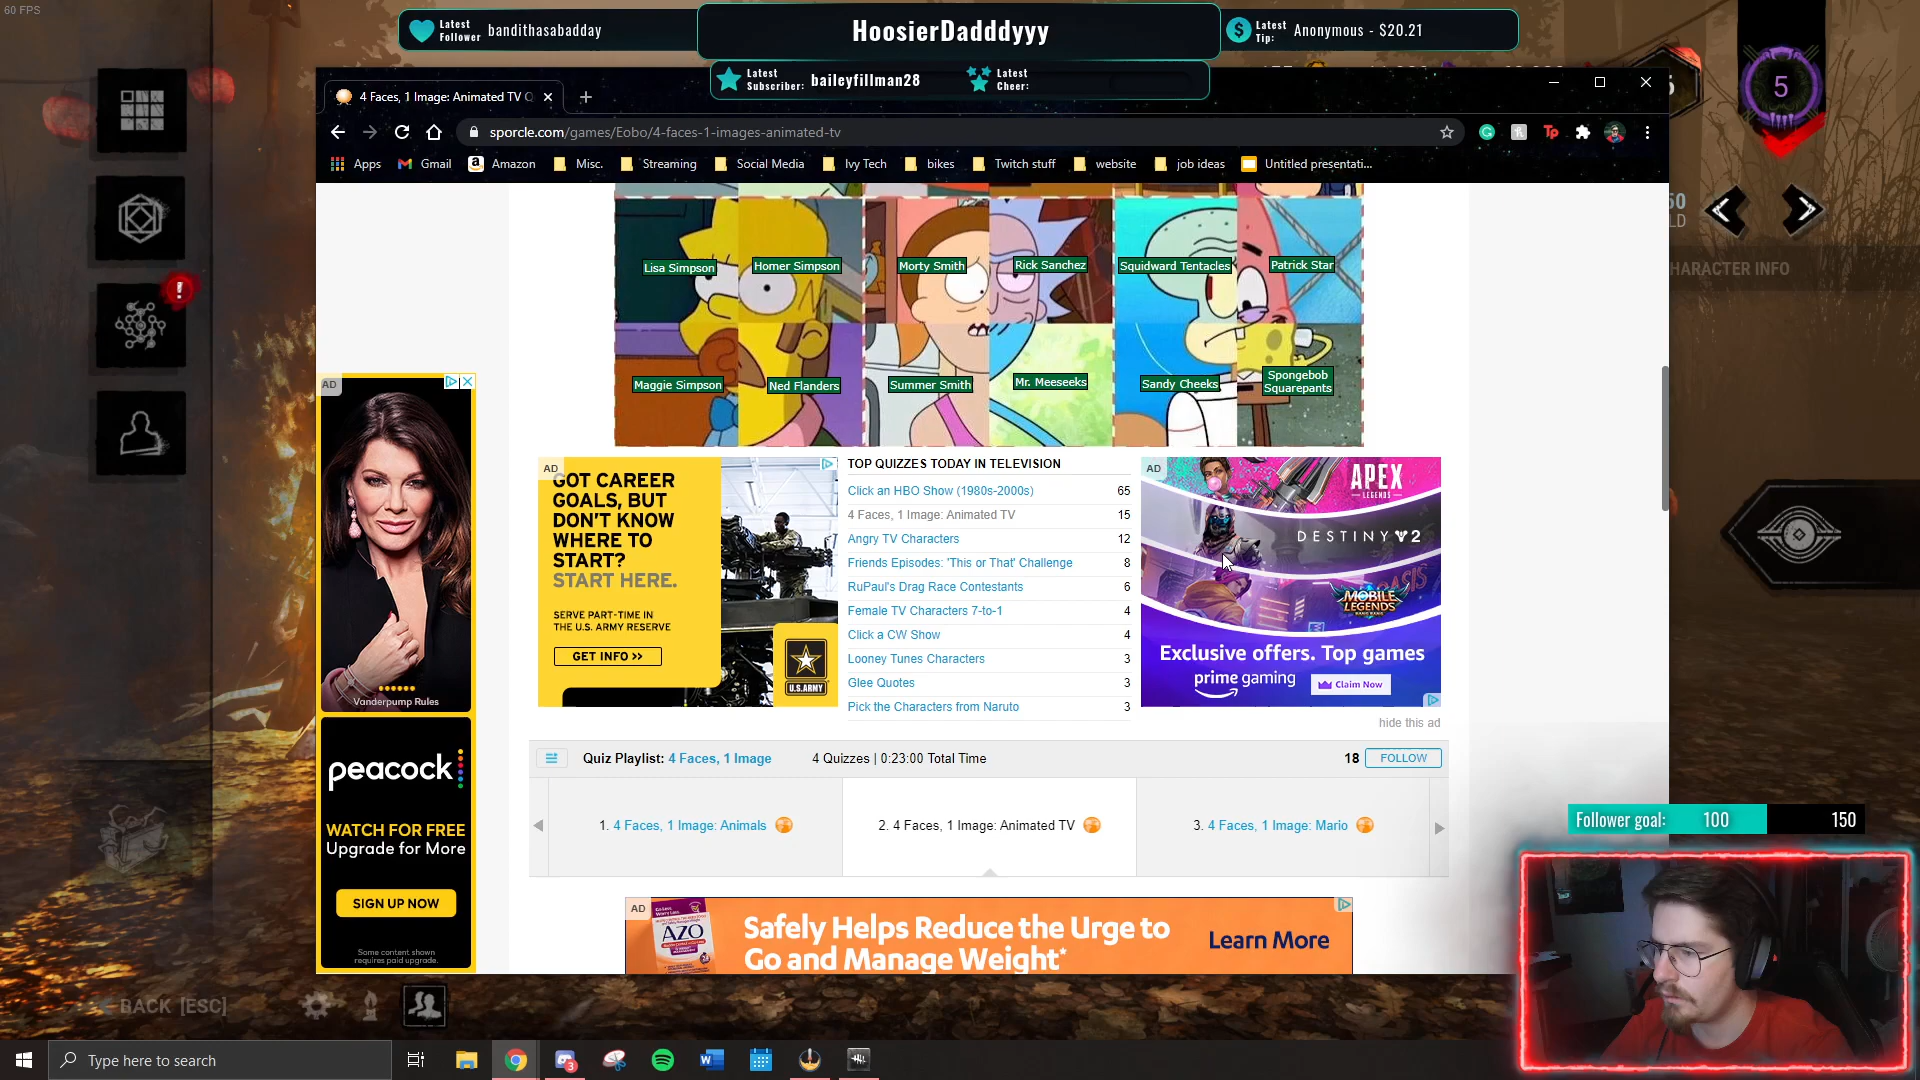 60 FPS
Latest
Follower
bandithasabadday
HoosierDadddyyy
Latest
Tip:
Anonymous - $20.21
Latest
Subscriber:
baileyfillman28
Latest
Cheer:
4 Faces, 1 Image: Animated TV Q
sporcle.com/games/Eobo/4-faces-1-images-animated-tv
Apps
Gmail
Amazon
Misc.
Streaming
Social Media
Ivy Tech
bikes
Twitch stuff
website
job ideas
Untitled presentati...
5
CHARACTER INFO
Lisa Simpson
Homer Simpson
Morty Smith
Rick Sanchez
Squidward Tentacles
Patrick Star
Maggie Simpson
Ned Flanders
Summer Smith
Mr. Meeseeks
Sandy Cheeks
Spongebob
Squarepants
AD
Vanderpump Rules
peacock
WATCH FOR FREE
Upgrade for More
SIGN UP NOW
Some content shown
requires paid upgrade.
AD
GOT CAREER
GOALS, BUT
DON'T KNOW
WHERE TO
START?
START HERE.
SERVE PART-TIME IN
THE U.S. ARMY RESERVE
GET INFO >>
U.S.ARMY
TOP QUIZZES TODAY IN TELEVISION
Click an HBO Show (1980s-2000s) 65
4 Faces, 1 Image: Animated TV 15
Angry TV Characters 12
Friends Episodes: 'This or That' Challenge 8
RuPaul's Drag Race Contestants 6
Female TV Characters 7-to-1 4
Click a CW Show 4
Looney Tunes Characters 3
Glee Quotes 3
Pick the Characters from Naruto 3
AD
APEX
LEGENDS
DESTINY 2
MOBILE
LEGENDS
Exclusive offers. Top games
prime gaming
Claim Now
hide this ad
Quiz Playlist: 4 Faces, 1 Image
4 Quizzes | 0:23:00 Total Time
18
FOLLOW
1. 4 Faces, 1 Image: Animals
2. 4 Faces, 1 Image: Animated TV
3. 4 Faces, 1 Image: Mario
AD
AZO
Safely Helps Reduce the Urge to
Go and Manage Weight*
Learn More
Follower goal: 100 150
BACK [ESC]
Type here to search
3